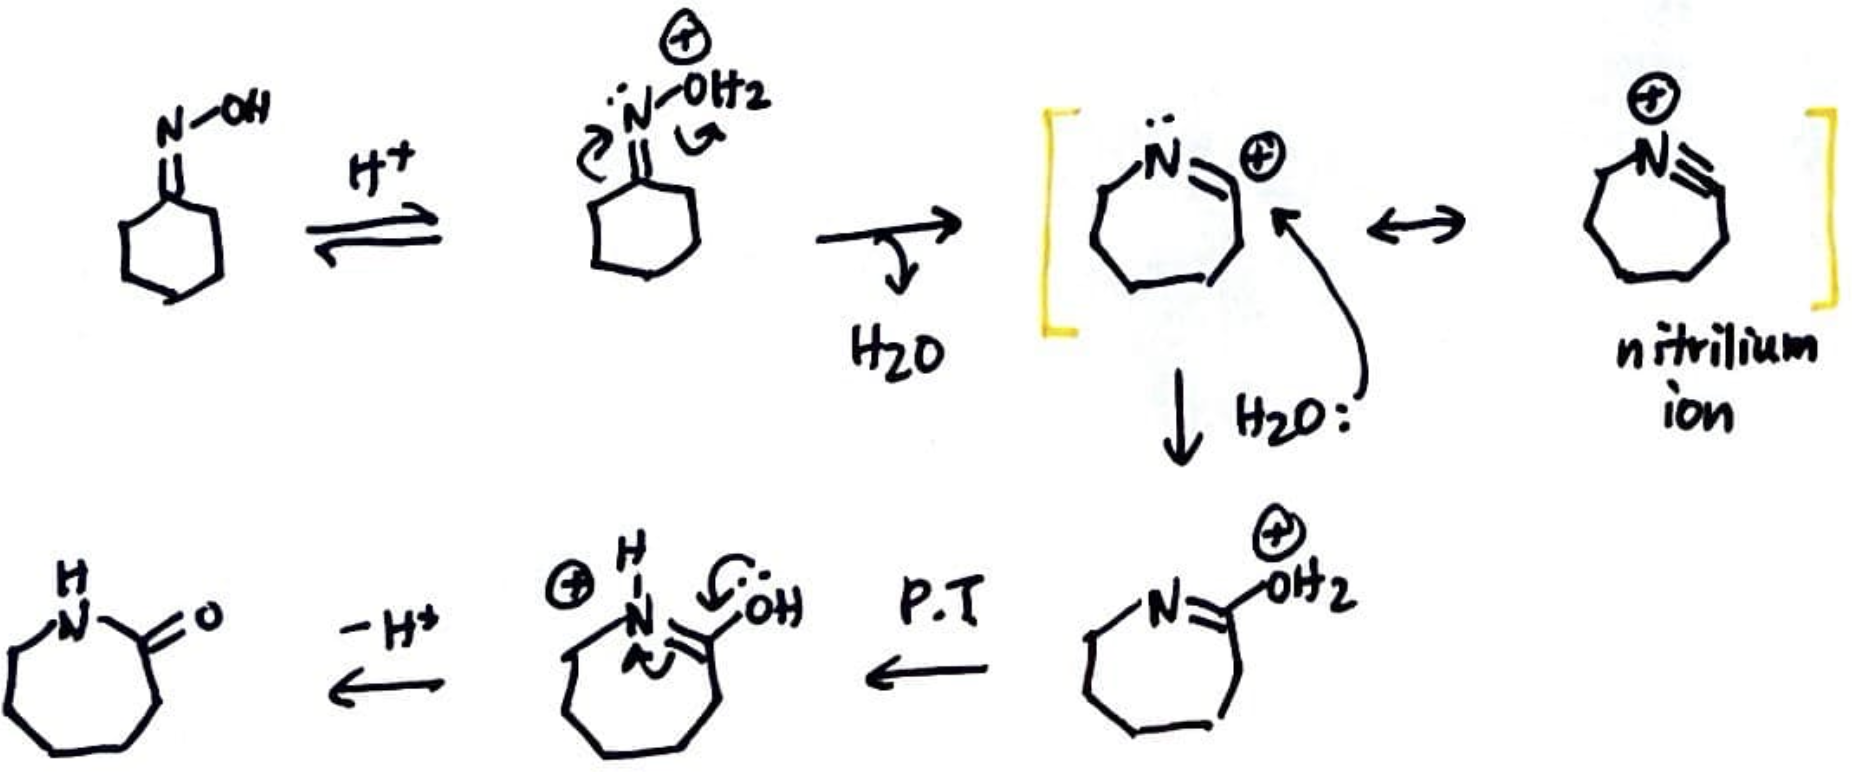 N-OH
H+
⊕
N-OH2
H2O
N ⊕
⊕
N
nitrilium
ion
H2O:
⊕
N OH2
P.T
H
⊕ N OH
-H+
H
N O